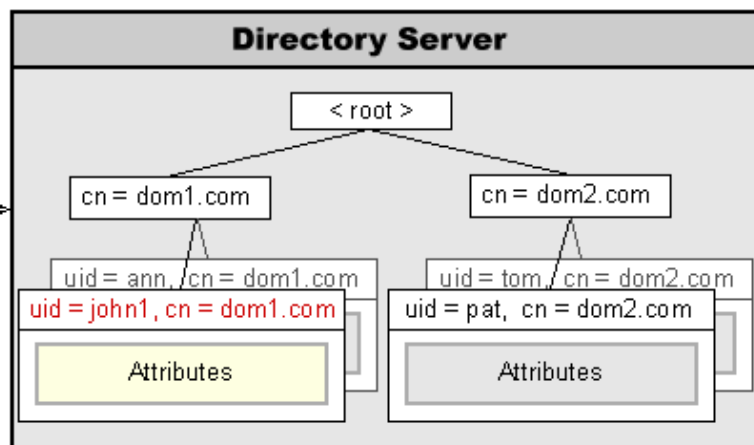 Directory Server
< root >
cn = dom1.com
cn = dom2.com
uid = ann, cn = dom1.com
uid = tom, cn = dom2.com
uid = john1, cn = dom1.com
uid = pat, cn = dom2.com
Attributes
Attributes